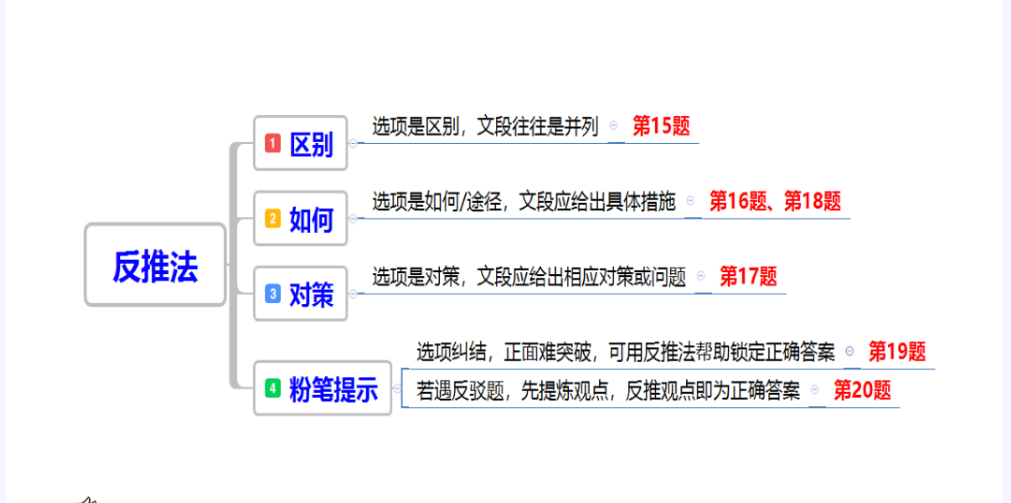 1 区别
选项是区别，文段往往是并列 第15题
2 如何
选项是如何/途径，文段应给出具体措施 第16题、第18题
反推法
3 对策
选项是对策，文段应给出相应对策或问题 第17题
4 粉笔提示
选项纠结，正面难突破，可用反推法帮助锁定正确答案 第19题
若遇反驳题，先提炼观点，反推观点即为正确答案 第20题